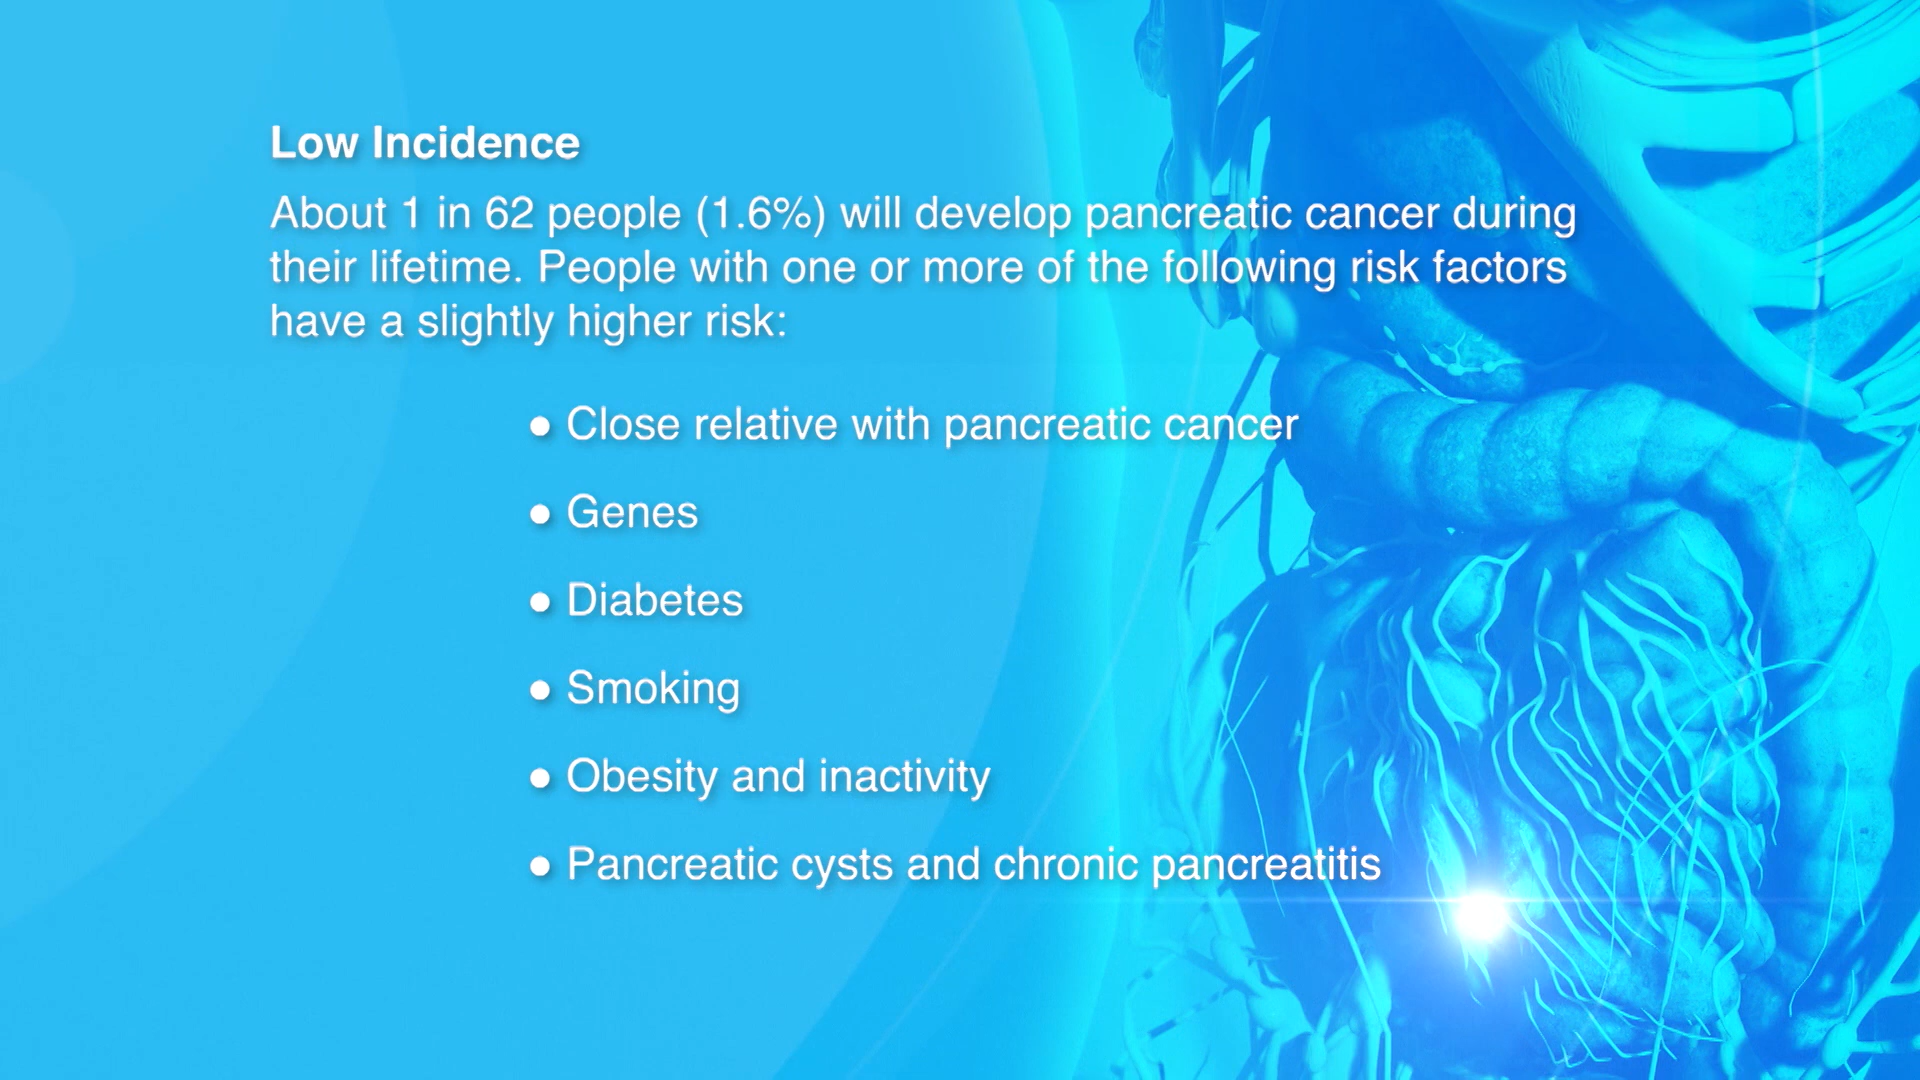 Low Incidence
About 1 in 62 people (1.6%) will develop pancreatic cancer during
their lifetime. People with one or more of the following risk factors
have a slightly higher risk:
● Close relative with pancreatic cancer
● Genes
● Diabetes
● Smoking
● Obesity and inactivity
● Pancreatic cysts and chronic pancreatitis